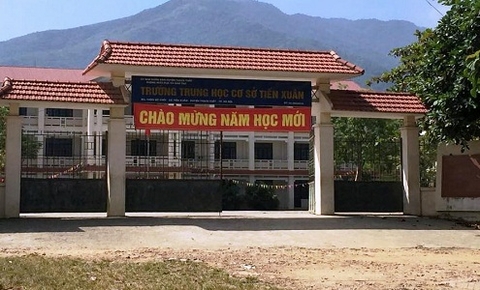 TRƯỜNG TRUNG HỌC CƠ SỞ TIẾN XUÂN
CHÀO MỪNG NĂM HỌC MỚI